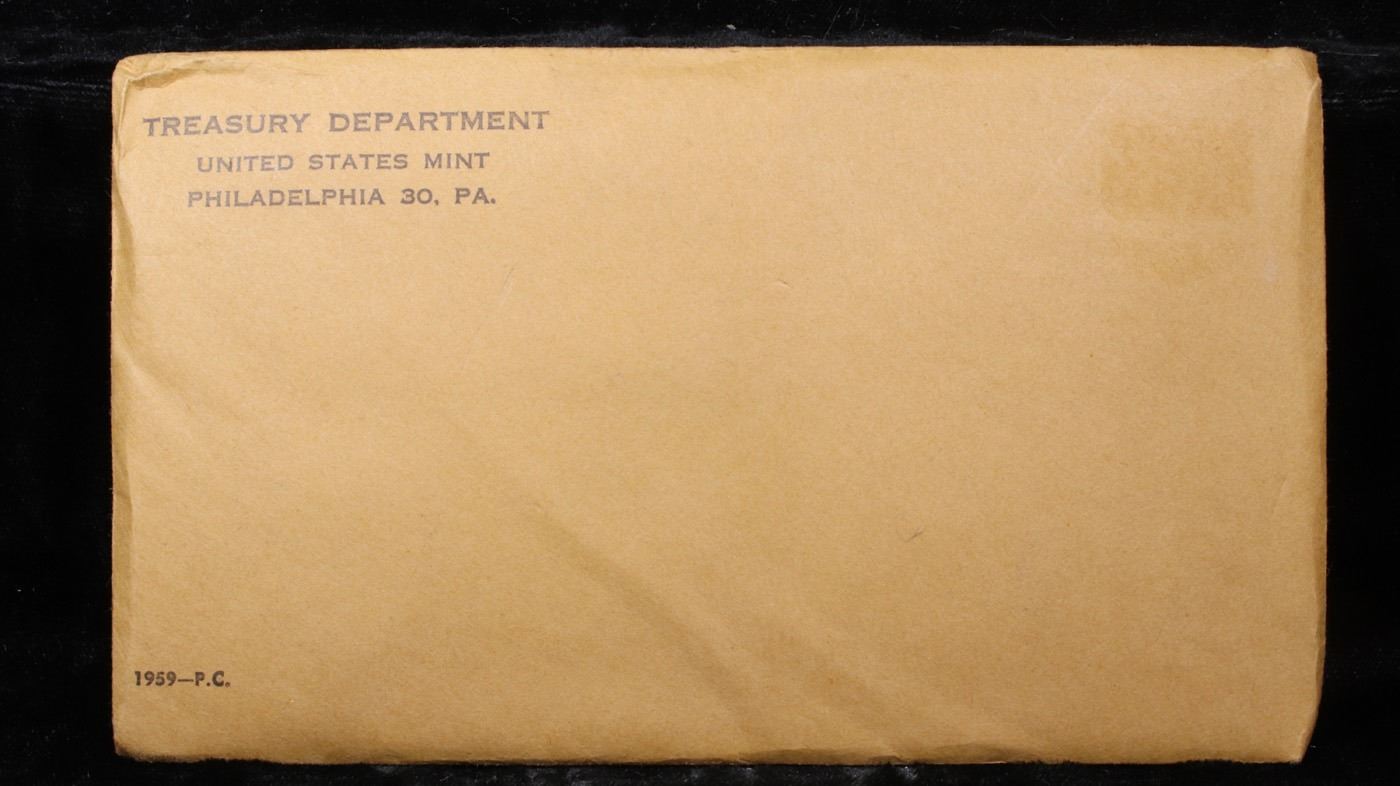 TREASURY DEPARTMENT
UNITED STATES MINT
PHILADELPHIA 30, PA.
1959—P.C.